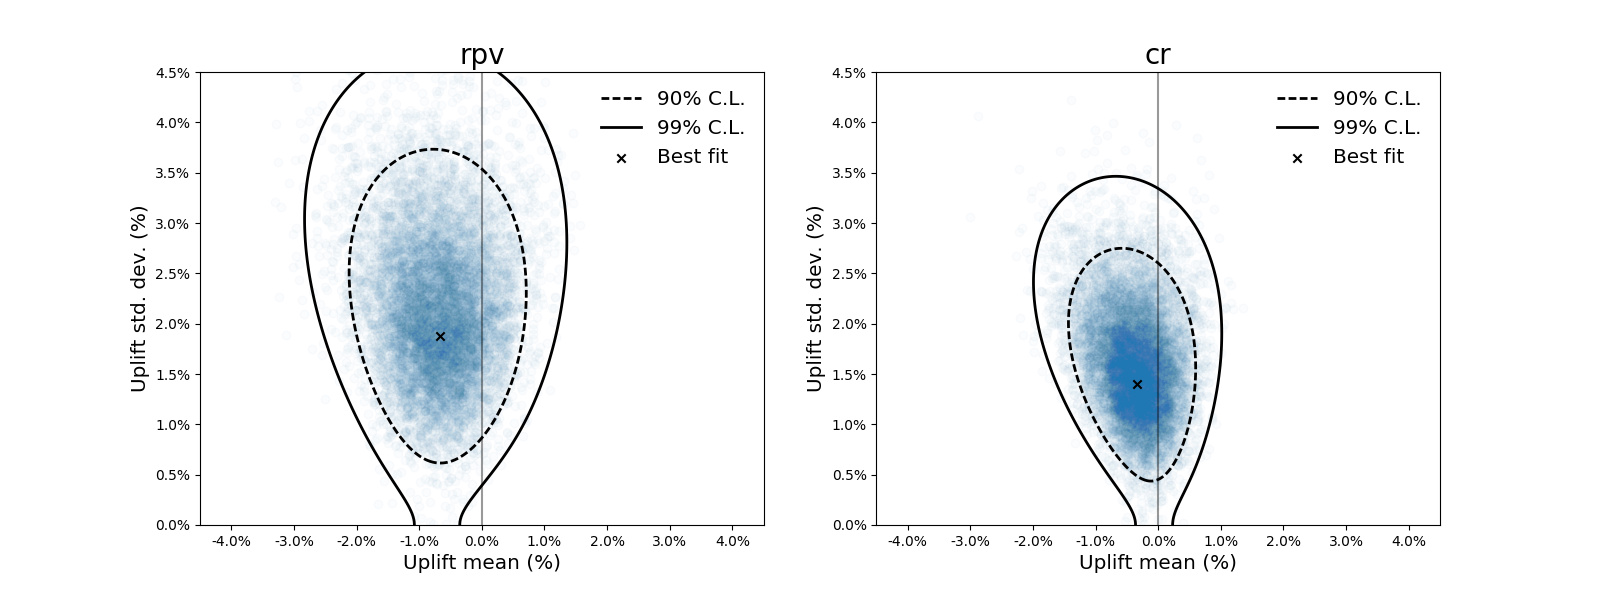 rpv
4.5%
4.0%
3.5%
3.0%
2.5%
2.0%
1.5%
1.0%
0.5%
0.0%
Uplift std. dev. (%)
90% C.L.
99% C.L.
Best fit
-4.0% -3.0% -2.0% -1.0% 0.0% 1.0% 2.0% 3.0% 4.0%
Uplift mean (%)
cr
4.5%
4.0%
3.5%
3.0%
2.5%
2.0%
1.5%
1.0%
0.5%
0.0%
Uplift std. dev. (%)
90% C.L.
99% C.L.
Best fit
-4.0% -3.0% -2.0% -1.0% 0.0% 1.0% 2.0% 3.0% 4.0%
Uplift mean (%)